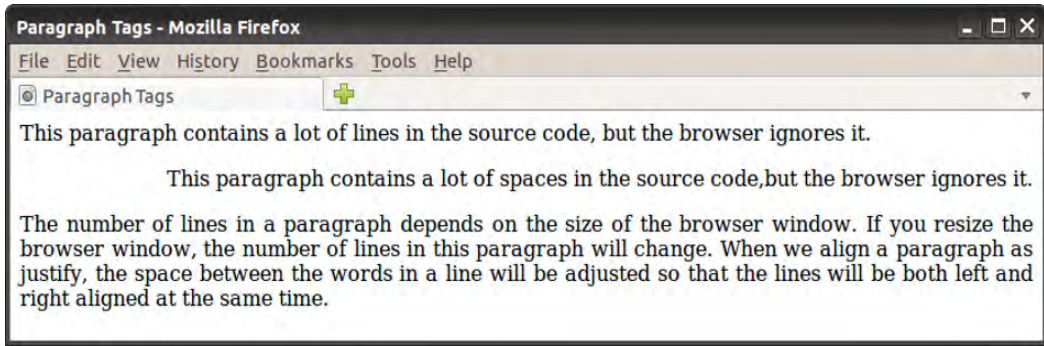 Paragraph Tags - Mozilla Firefox
File Edit View History Bookmarks Tools Help
Paragraph Tags
This paragraph contains a lot of lines in the source code, but the browser ignores it.
This paragraph contains a lot of spaces in the source code,but the browser ignores it.
The number of lines in a paragraph depends on the size of the browser window. If you resize the
browser window, the number of lines in this paragraph will change. When we align a paragraph as
justify, the space between the words in a line will be adjusted so that the lines will be both left and
right aligned at the same time.